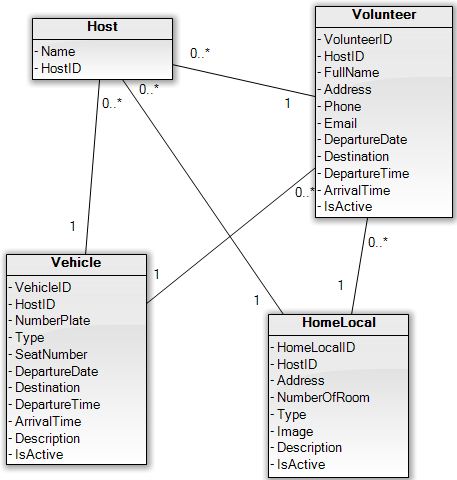 Host
- Name
- HostID
Volunteer
- VolunteerID
- HostID
- FullName
- Address
- Phone
- Email
- DepartureDate
- Destination
- DepartureTime
- ArrivalTime
- IsActive
0..*
1
0..*
0..*
1
0..*
1
0..*
1
1
Vehicle
- VehicleID
- HostID
- NumberPlate
- Type
- SeatNumber
- DepartureDate
- Destination
- DepartureTime
- ArrivalTime
- Description
- IsActive
HomeLocal
- HomeLocalID
- HostID
- Address
- NumberOfRoom
- Type
- Image
- Description
- IsActive